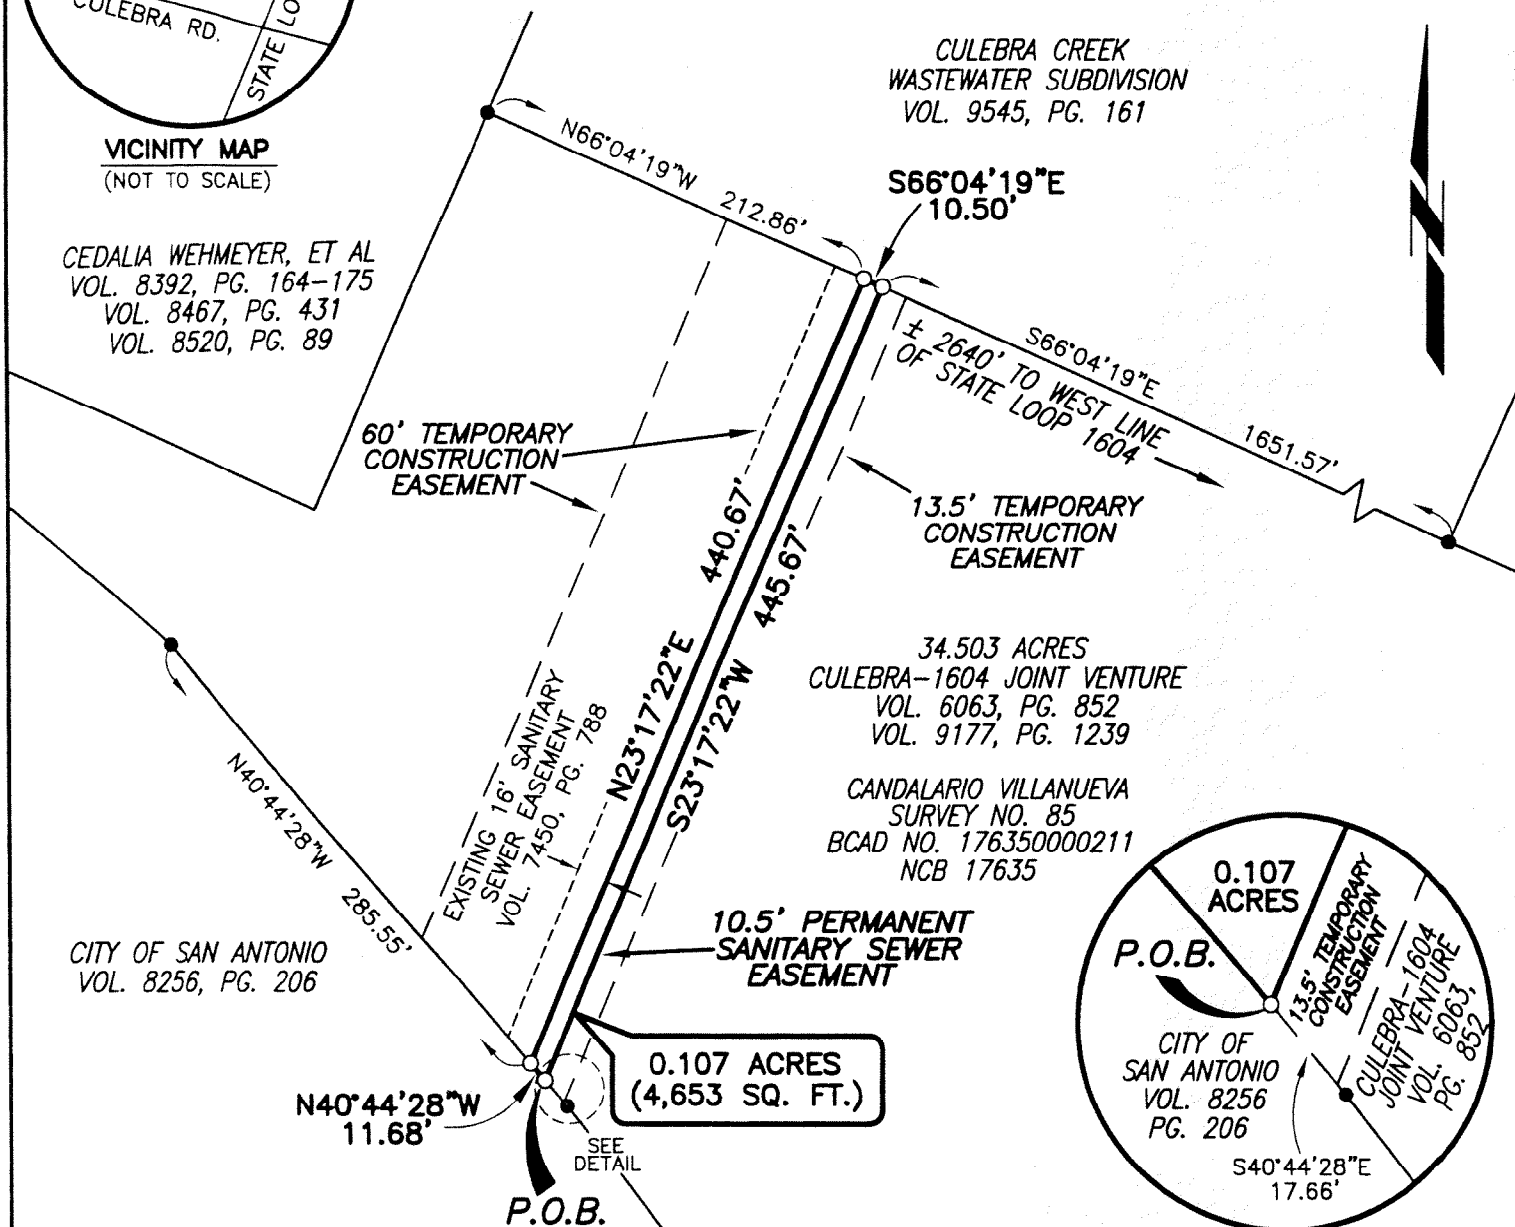 CULEBRA RD.
STATE LO
VICINITY MAP
(NOT TO SCALE)
CULEBRA CREEK
WASTEWATER SUBDIVISION
VOL. 9545, PG. 161
N66°04'19"W 212.86'
S66°04'19"E
10.50'
CEDALIA WEHMEYER, ET AL
VOL. 8392, PG. 164-175
VOL. 8467, PG. 431
VOL. 8520, PG. 89
S66°04'19"E 1651.57'
± 2640' TO WEST LINE
OF STATE LOOP 1604
60' TEMPORARY
CONSTRUCTION
EASEMENT
13.5' TEMPORARY
CONSTRUCTION
EASEMENT
N23°17'22"E 440.67'
S23°17'22"W 445.67'
34.503 ACRES
CULEBRA-1604 JOINT VENTURE
VOL. 6063, PG. 852
VOL. 9177, PG. 1239
CANDALARIO VILLANUEVA
SURVEY NO. 85
BCAD NO. 176350000211
NCB 17635
EXISTING 16' SANITARY
SEWER EASEMENT
VOL. 7450, PG. 788
N40°44'28"W 285.55'
CITY OF SAN ANTONIO
VOL. 8256, PG. 206
10.5' PERMANENT
SANITARY SEWER
EASEMENT
0.107 ACRES
(4,653 SQ. FT.)
N40°44'28"W
11.68'
SEE
DETAIL
P.O.B.
0.107
ACRES
P.O.B.
13.5' TEMPORARY
CONSTRUCTION
EASEMENT
CULEBRA-1604
JOINT VENTURE
VOL. 6063,
PG. 852
CITY OF
SAN ANTONIO
VOL. 8256
PG. 206
S40°44'28"E
17.66'